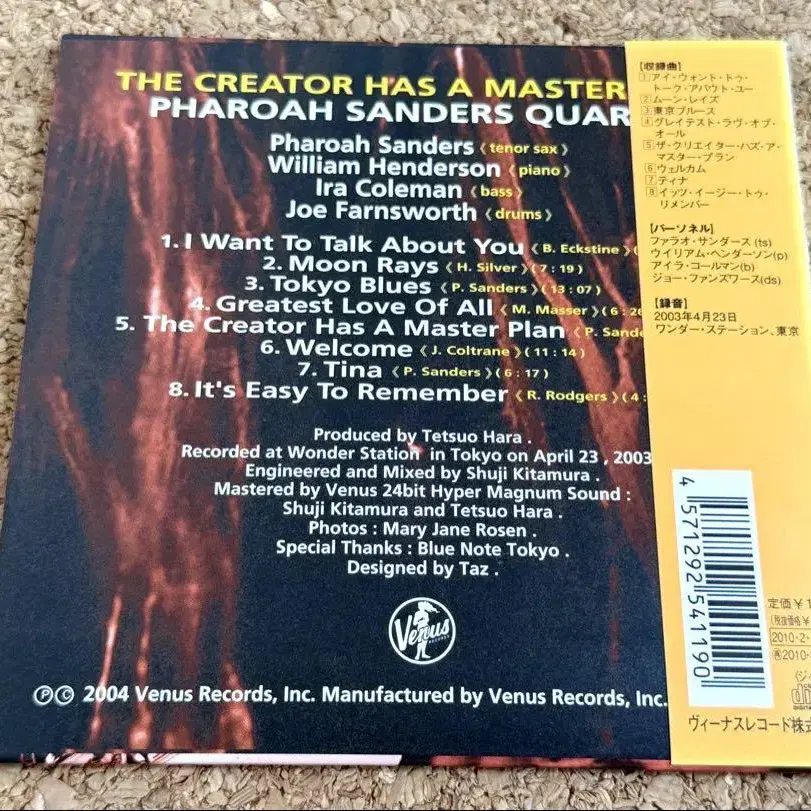 THE CREATOR HAS A MASTER
PHAROAH SANDERS QUAR
Pharoah Sanders 《 tenor sax 》
William Henderson 《 piano 》
Ira Coleman 《 bass 》
Joe Farnsworth 《 drums 》
1. I Want To Talk About You 《 B. Eckstine 》(
2. Moon Rays 《 H. Silver 》( 7 : 19 )
3. Tokyo Blues 《 P. Sanders 》( 13 : 07 )
4. Greatest Love Of All 《 M. Masser 》( 6 : 26
5. The Creator Has A Master Plan 《 P. Sande
6. Welcome 《 J. Coltrane 》( 11 : 14 )
7. Tina 《 P. Sanders 》( 6 : 17 )
8. It's Easy To Remember 《 R. Rodgers 》( 4 :
Produced by Tetsuo Hara .
Recorded at Wonder Station in Tokyo on April 23 , 2003
Engineered and Mixed by Shuji Kitamura .
Mastered by Venus 24bit Hyper Magnum Sound :
Shuji Kitamura and Tetsuo Hara .
Photos : Mary Jane Rosen .
Special Thanks : Blue Note Tokyo .
Designed by Taz .
Venus
RECORDS
Ⓟ Ⓒ 2004 Venus Records, Inc. Manufactured by Venus Records, Inc.
【収録曲】
1 アイ・ウォント・トゥ・
トーク・アバウト・ユー
2 ムーン・レイズ
3 東京ブルース
4 グレイテスト・ラヴ・オブ・
オール
5 ザ・クリエイター・ハズ・ア・
マスター・プラン
6 ウェルカム
7 ティナ
8 イッツ・イージー・トゥ・
リメンバー
【パーソネル】
ファラオ・サンダース (ts)
ウイリアム・ヘンダーソン(p)
アイラ・コールマン(b)
ジョー・ファンズワース(ds)
【録音】
2003年4月23日
ワンダー・ステーション、東京
4 571292 541190
定価¥1
税抜価格¥
2010・2・
2010・
ヴィーナスレコード株式